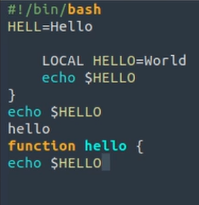 #!/bin/bash
HELL=Hello
LOCAL HELLO=World
echo $HELLO
}
echo $HELLO
hello
function hello {
echo $HELLO